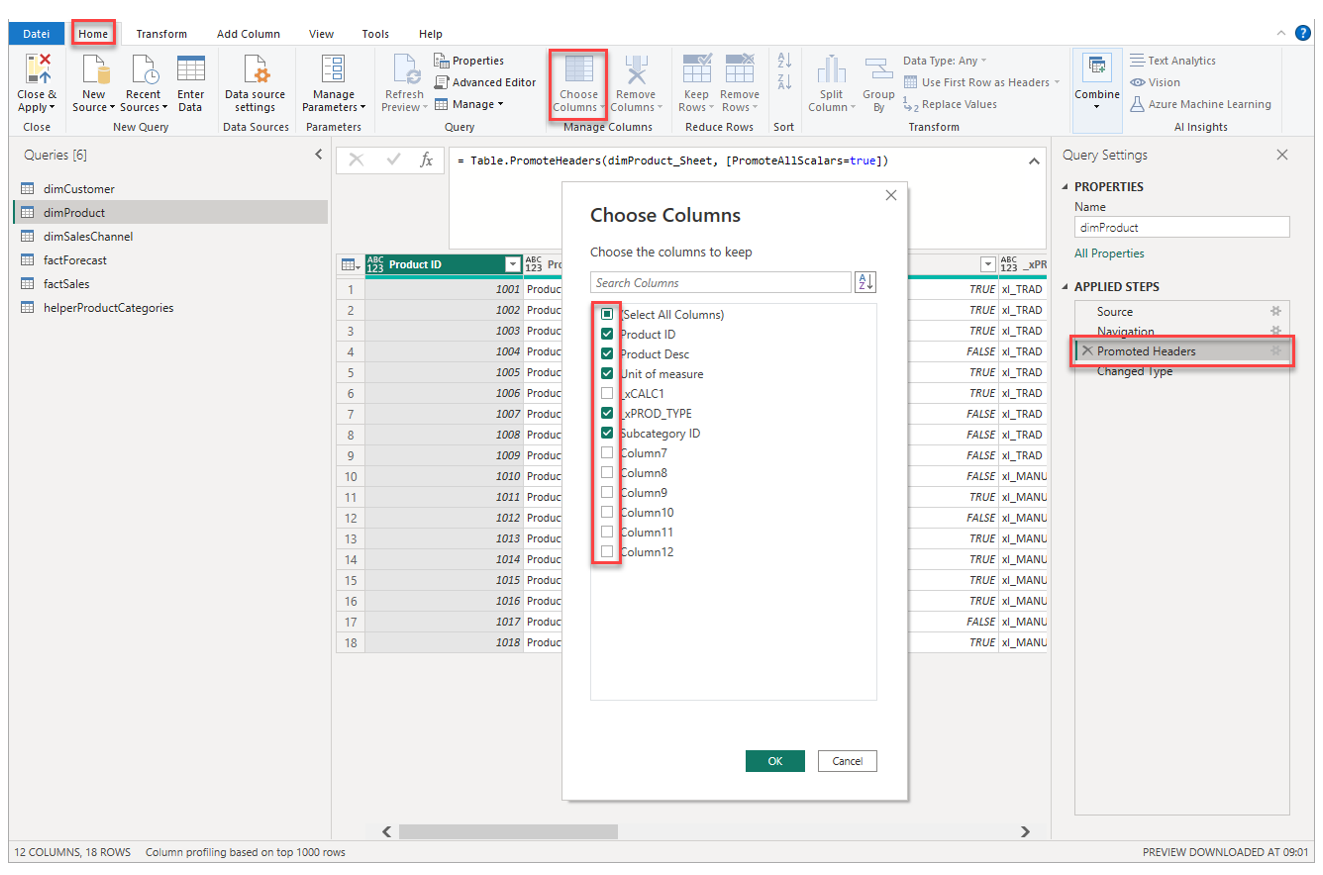 Datei Home Transform Add Column View Tools Help
Close & Apply
New Source
Recent Sources
Enter Data
Data source settings
Manage Parameters
Refresh Preview
Properties
Advanced Editor
Manage
Choose Columns
Remove Columns
Keep Rows
Remove Rows
Split Column
Group By
Data Type: Any
Use First Row as Headers
Replace Values
Combine
Text Analytics
Vision
Azure Machine Learning
Close New Query Data Sources Parameters Query Manage Columns Reduce Rows Sort Transform AI Insights
Queries [6]
dimCustomer
dimProduct
dimSalesChannel
factForecast
factSales
helperProductCategories
fx
= Table.PromoteHeaders(dimProduct_Sheet, [PromoteAllScalars=true])
ABC 123 Product ID ABC 123 Pro ABC 123 _xPR
1 1001 Produc TRUE xl_TRAD
2 1002 Produc TRUE xl_TRAD
3 1003 Produc TRUE xl_TRAD
4 1004 Produc FALSE xl_TRAD
5 1005 Produc TRUE xl_TRAD
6 1006 Produc TRUE xl_TRAD
7 1007 Produc FALSE xl_TRAD
8 1008 Produc FALSE xl_TRAD
9 1009 Produc FALSE xl_TRAD
10 1010 Produc FALSE xl_MANU
11 1011 Produc TRUE xl_MANU
12 1012 Produc FALSE xl_MANU
13 1013 Produc TRUE xl_MANU
14 1014 Produc TRUE xl_MANU
15 1015 Produc TRUE xl_MANU
16 1016 Produc TRUE xl_MANU
17 1017 Produc FALSE xl_MANU
18 1018 Produc TRUE xl_MANU
Choose Columns
Choose the columns to keep
Search Columns
(Select All Columns)
Product ID
Product Desc
Unit of measure
_xCALC1
_xPROD_TYPE
Subcategory ID
Column7
Column8
Column9
Column10
Column11
Column12
OK Cancel
Query Settings
PROPERTIES
Name
dimProduct
All Properties
APPLIED STEPS
Source
Navigation
Promoted Headers
Changed Type
12 COLUMNS, 18 ROWS Column profiling based on top 1000 rows PREVIEW DOWNLOADED AT 09:01